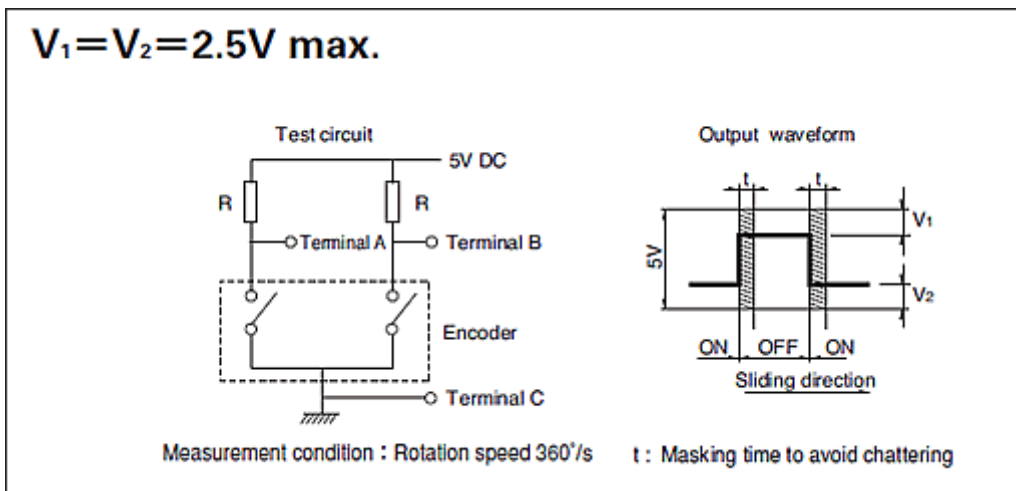 V₁=V₂=2.5V max.
Test circuit
5V DC
R
R
Terminal A
Terminal B
Encoder
Terminal C
Output waveform
t
t
V₁
5V
V₂
ON
OFF
ON
Sliding direction
Measurement condition : Rotation speed 360˚/s
t : Masking time to avoid chattering